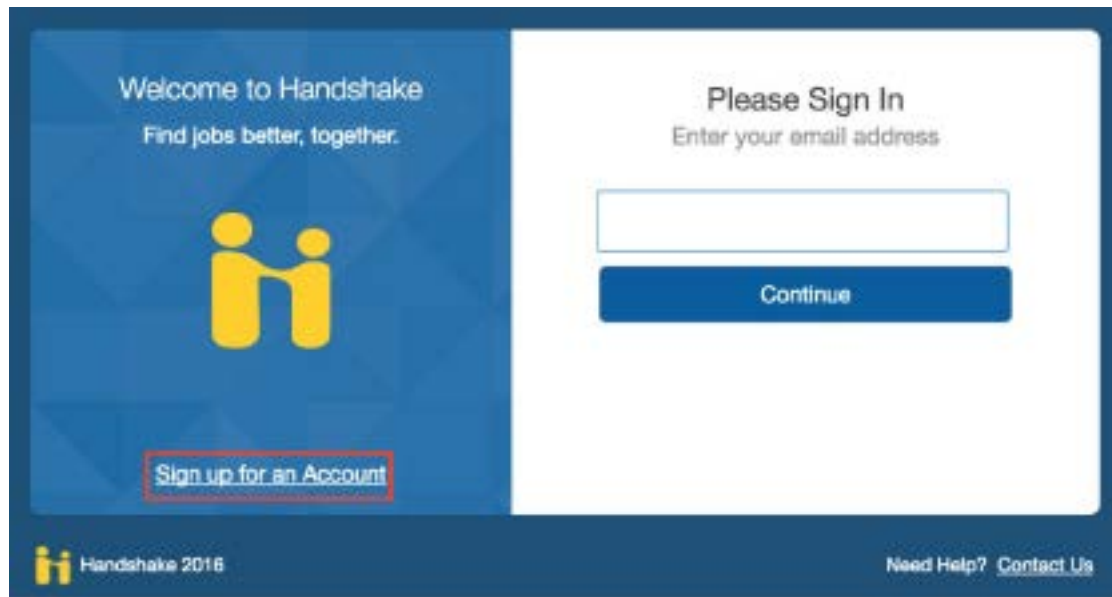 Welcome to Handshake
Find jobs better, together.
Sign up for an Account
Please Sign In
Enter your email address
Continue
Handshake 2016
Need Help? Contact Us